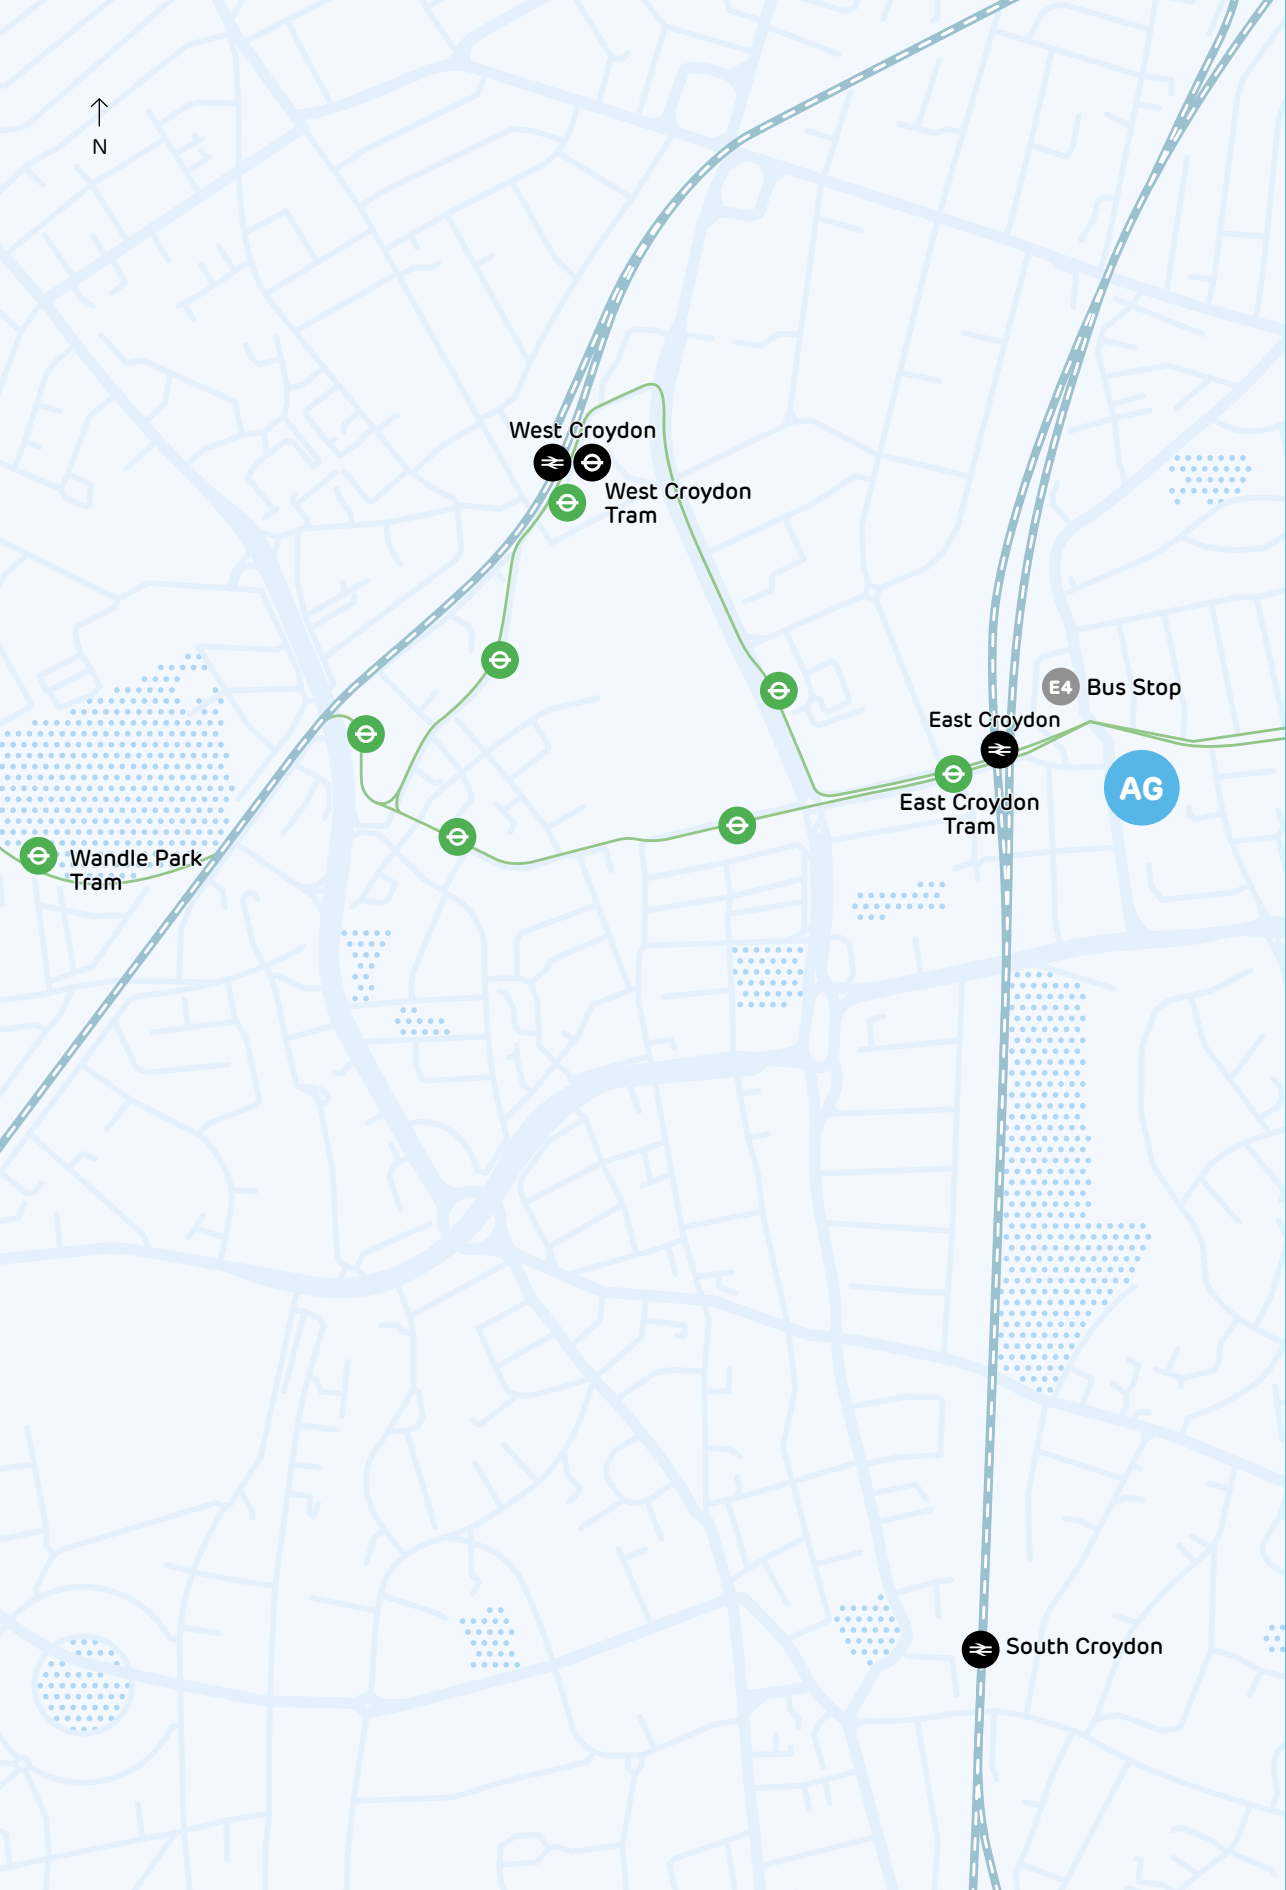 N
West Croydon
West Croydon
Tram
E4 Bus Stop
East Croydon
East Croydon
Tram
AG
Wandle Park
Tram
South Croydon